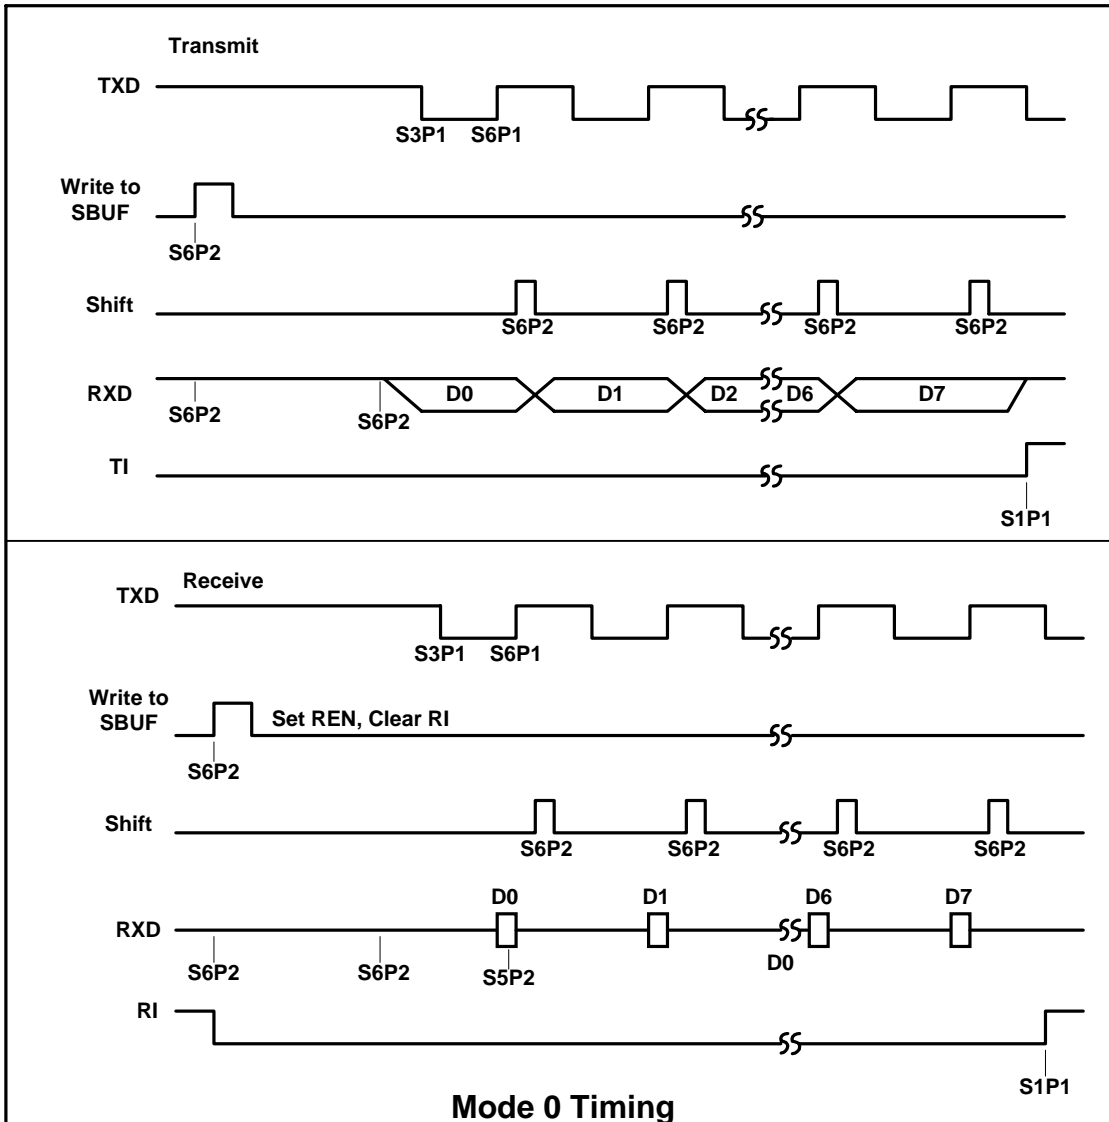 Transmit
TXD
S3P1 S6P1
Write to
SBUF
S6P2
Shift
S6P2 S6P2 S6P2 S6P2
RXD D0 D1 D2 D6 D7
S6P2 S6P2
TI
S1P1
Receive
TXD
S3P1 S6P1
Write to
SBUF
Set REN, Clear RI
S6P2
Shift
S6P2 S6P2 S6P2 S6P2
D0 D1 D6 D7
RXD
D0
S6P2 S6P2 S5P2
RI
S1P1
Mode 0 Timing